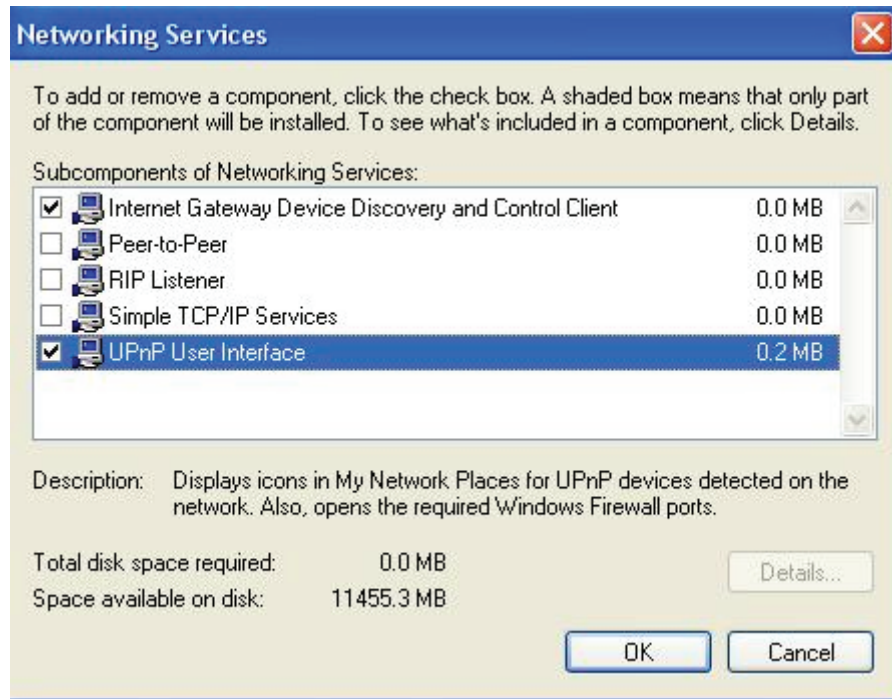 Networking Services
To add or remove a component, click the check box. A shaded box means that only part
of the component will be installed. To see what's included in a component, click Details.
Subcomponents of Networking Services:
Internet Gateway Device Discovery and Control Client 0.0 MB
Peer-to-Peer 0.0 MB
RIP Listener 0.0 MB
Simple TCP/IP Services 0.0 MB
UPnP User Interface 0.2 MB
Description: Displays icons in My Network Places for UPnP devices detected on the
network. Also, opens the required Windows Firewall ports.
Total disk space required: 0.0 MB
Details...
Space available on disk: 11455.3 MB
OK Cancel